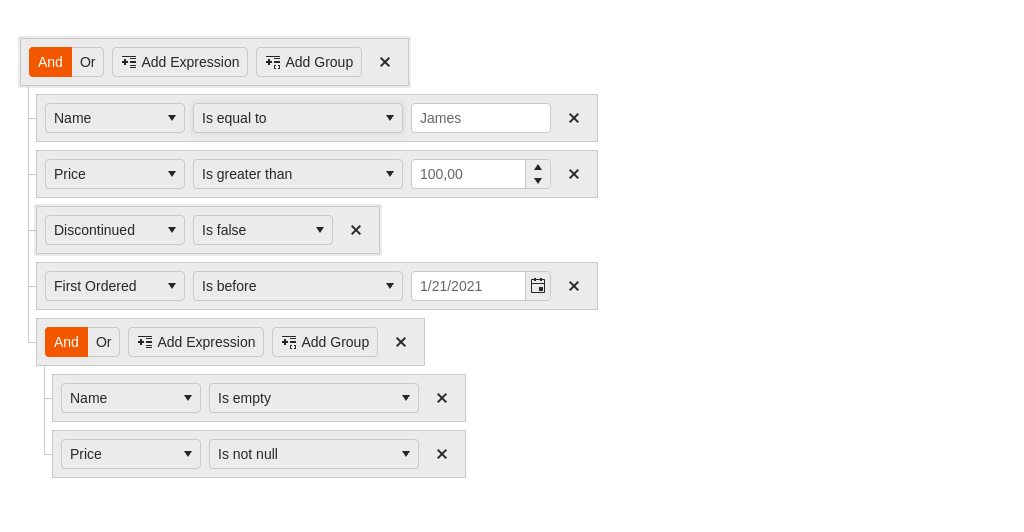 And Or Add Expression Add Group
Name Is equal to James
Price Is greater than 100,00
Discontinued Is false
First Ordered Is before 1/21/2021
And Or Add Expression Add Group
Name Is empty
Price Is not null